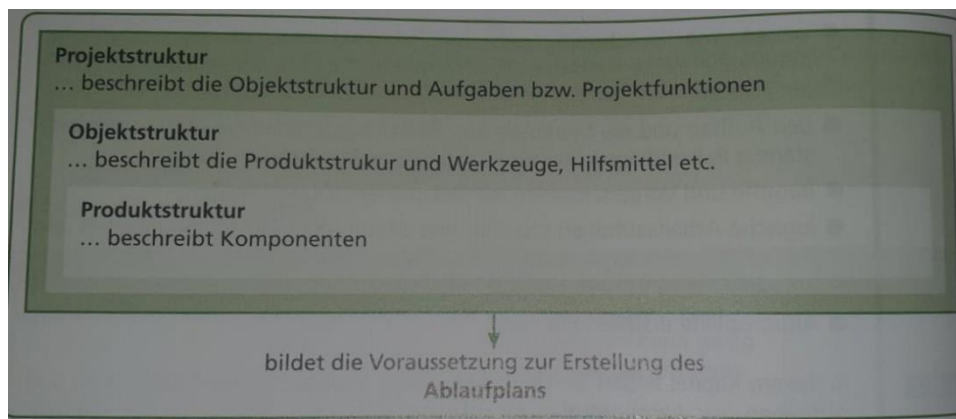 Projektstruktur
... beschreibt die Objektstruktur und Aufgaben bzw. Projektfunktionen
Objektstruktur
... beschreibt die Produktstrukur und Werkzeuge, Hilfsmittel etc.
Produktstruktur
... beschreibt Komponenten
bildet die Voraussetzung zur Erstellung des
Ablaufplans